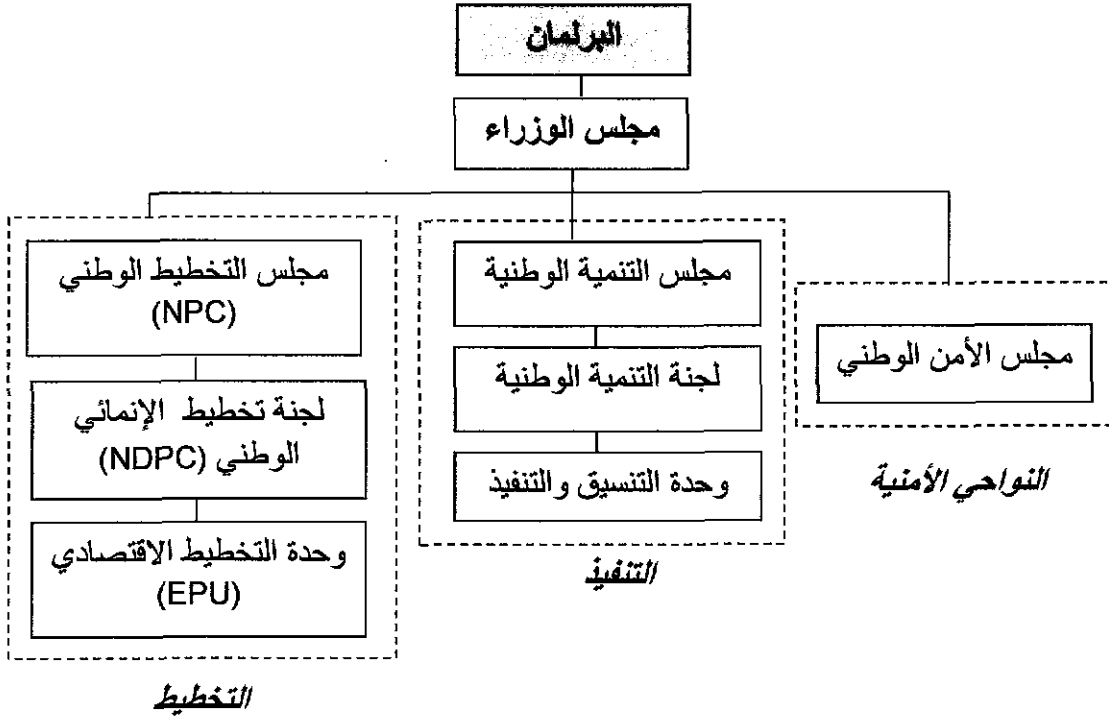 البرلمان
مجلس الوزراء
مجلس التخطيط الوطني
(NPC)
لجنة تخطيط الإنمائي
الوطني (NDPC)
وحدة التخطيط الاقتصادي
(EPU)
التخطيط
مجلس التنمية الوطنية
لجنة التنمية الوطنية
وحدة التنسيق والتنفيذ
التنفيذ
مجلس الأمن الوطني
النواحي الأمنية